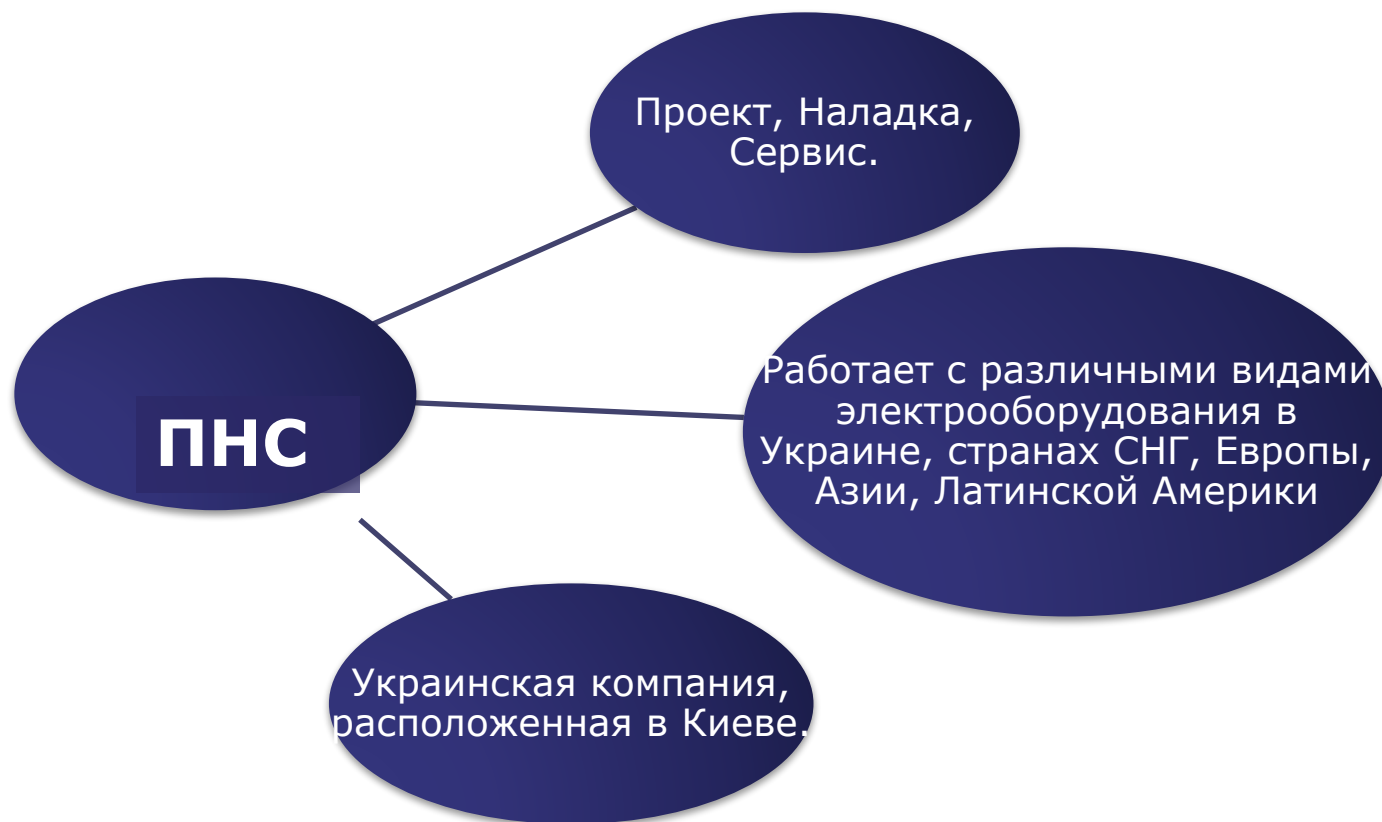 Проект, Наладка,
Сервис.
ПНС
Работает с различными видами
электрооборудования в
Украине, странах СНГ, Европы,
Азии, Латинской Америки
Украинская компания,
расположенная в Киеве.